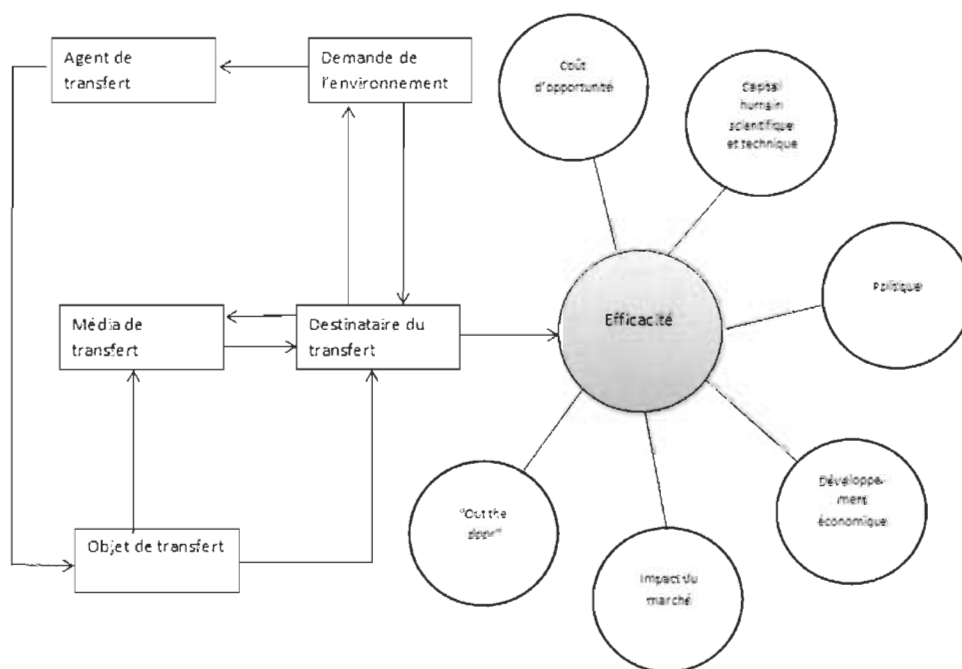 Agent de
transfert
Demande de
l'environnement
Coût
d'opportunité
Capital
humain
scientifique
et technique
Politique
Média de
transfert
Destinataire du
transfert
Efficacité
Développe-
ment
économique
"Out the
door"
Impact du
marché
Objet de transfert